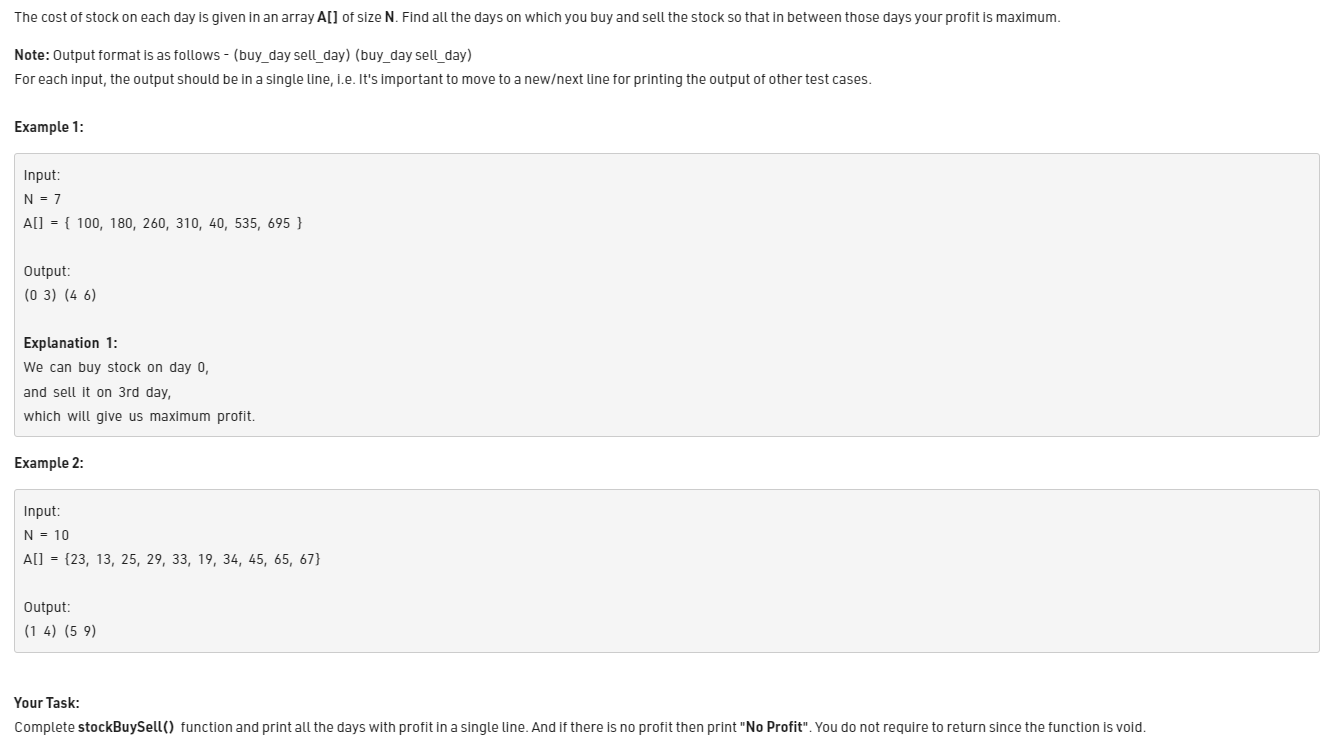 The cost of stock on each day is given in an array A[] of size N. Find all the days on which you buy and sell the stock so that in between those days your profit is maximum.
Note: Output format is as follows - (buy_day sell_day) (buy_day sell_day)
For each input, the output should be in a single line, i.e. It's important to move to a new/next line for printing the output of other test cases.
Example 1:
Input:
N = 7
A[] = { 100, 180, 260, 310, 40, 535, 695 }
Output:
(0 3) (4 6)
Explanation 1:
We can buy stock on day 0,
and sell it on 3rd day,
which will give us maximum profit.
Example 2:
Input:
N = 10
A[] = {23, 13, 25, 29, 33, 19, 34, 45, 65, 67}
Output:
(1 4) (5 9)
Your Task:
Complete stockBuySell() function and print all the days with profit in a single line. And if there is no profit then print "No Profit". You do not require to return since the function is void.